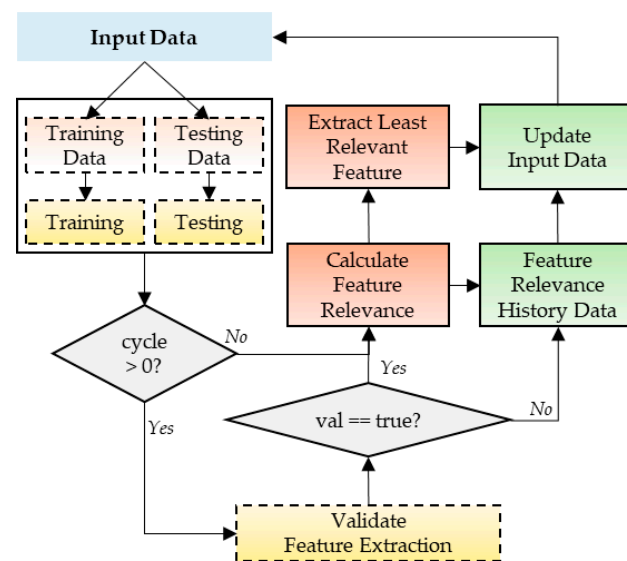 Input Data
Training
Data
Testing
Data
Training
Testing
Extract Least
Relevant
Feature
Update
Input Data
Calculate
Feature
Relevance
Feature
Relevance
History Data
cycle
> 0?
No
Yes
Yes
val == true?
No
Validate
Feature Extraction